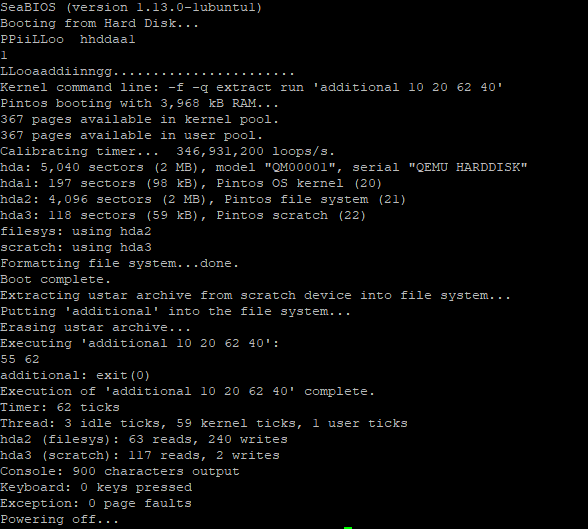 SeaBIOS (version 1.13.0-1ubuntu1)
Booting from Hard Disk...
PPiiLLoo  hhddaa1
1
LLooaaddiinngg.......................
Kernel command line: -f -q extract run 'additional 10 20 62 40'
Pintos booting with 3,968 kB RAM...
367 pages available in kernel pool.
367 pages available in user pool.
Calibrating timer...  346,931,200 loops/s.
hda: 5,040 sectors (2 MB), model "QM00001", serial "QEMU HARDDISK"
hda1: 197 sectors (98 kB), Pintos OS kernel (20)
hda2: 4,096 sectors (2 MB), Pintos file system (21)
hda3: 118 sectors (59 kB), Pintos scratch (22)
filesys: using hda2
scratch: using hda3
Formatting file system...done.
Boot complete.
Extracting ustar archive from scratch device into file system...
Putting 'additional' into the file system...
Erasing ustar archive...
Executing 'additional 10 20 62 40':
55 62
additional: exit(0)
Execution of 'additional 10 20 62 40' complete.
Timer: 62 ticks
Thread: 3 idle ticks, 59 kernel ticks, 1 user ticks
hda2 (filesys): 63 reads, 240 writes
hda3 (scratch): 117 reads, 2 writes
Console: 900 characters output
Keyboard: 0 keys pressed
Exception: 0 page faults
Powering off...